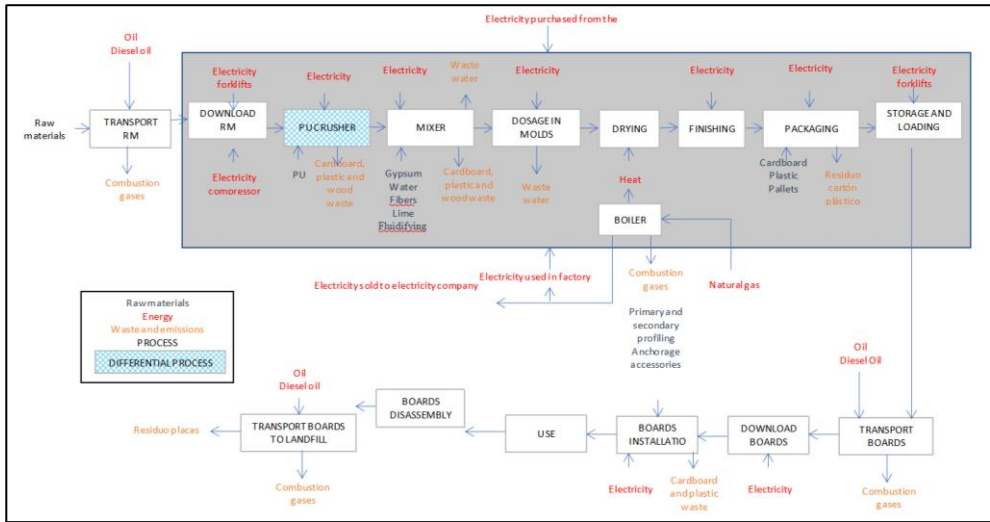 Electricity purchased from the
Oil
Diesel oil
Raw
materials
TRANSPORT
RM
Combustion
gases
Electricity
forklifts
DOWNLOAD
RM
Electricity
compressor
Electricity
PU CRUSHER
PU
Cardboard,
plastic and
wood
waste
Electricity
MIXER
Gypsum
Water
Fibers
Lime
Fluidifying
Waste
water
Cardboard,
plastic and
wood waste
Electricity
DOSAGE IN
MOLDS
Waste
water
DRYING
Heat
BOILER
Electricity
FINISHING
Electricity
PACKAGING
Cardboard
Plastic
Pallets
Residuo
cartón
plástico
Electricity
forklifts
STORAGE AND
LOADING
Electricity sold to electricity company
Electricity used in factory
Combustion
gases
Natural gas
Raw materials
Energy
Waste and emissions
PROCESS
DIFFERENTIAL PROCESS
Primary and
secondary
profiling
Anchorage
accessories
Oil
Diesel Oil
TRANSPORT
BOARDS
Combustion
gases
DOWNLOAD
BOARDS
Electricity
BOARDS
INSTALLATIO
Electricity
Cardboard
and plastic
waste
USE
BOARDS
DISASSEMBLY
Oil
Diesel oil
TRANSPORT BOARDS
TO LANDFILL
Residuo placas
Combustion
gases